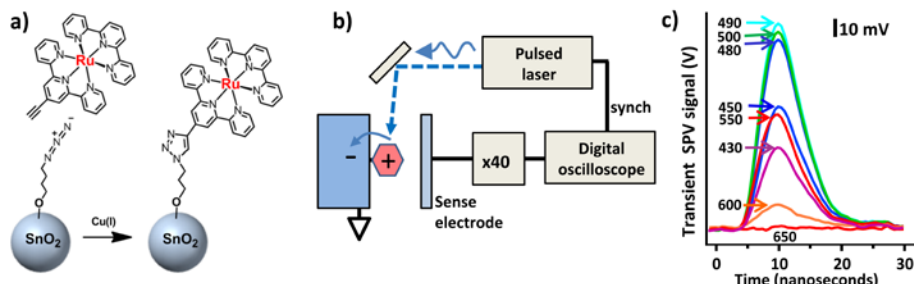 a)
Ru
N
N
N
N
N
N
N
N⁺
N⁻
O
SnO₂
Cu(I)
Ru
N
N
N
N
N
N
N
N
N
O
SnO₂
b)
Pulsed
laser
synch
-
+
x40
Digital
oscilloscope
Sense
electrode
c)
490
500
480
450
550
430
600
650
10 mV
Transient SPV signal (V)
0
10
20
30
Time (nanoseconds)